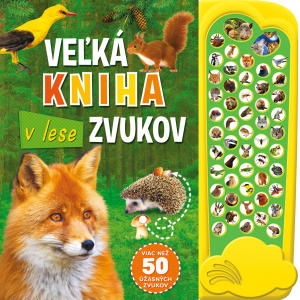 VEĽKÁ
KNIHA
v lese
ZVUKOV
VIAC NEŽ
50
ÚŽASNÝCH
ZVUKOV